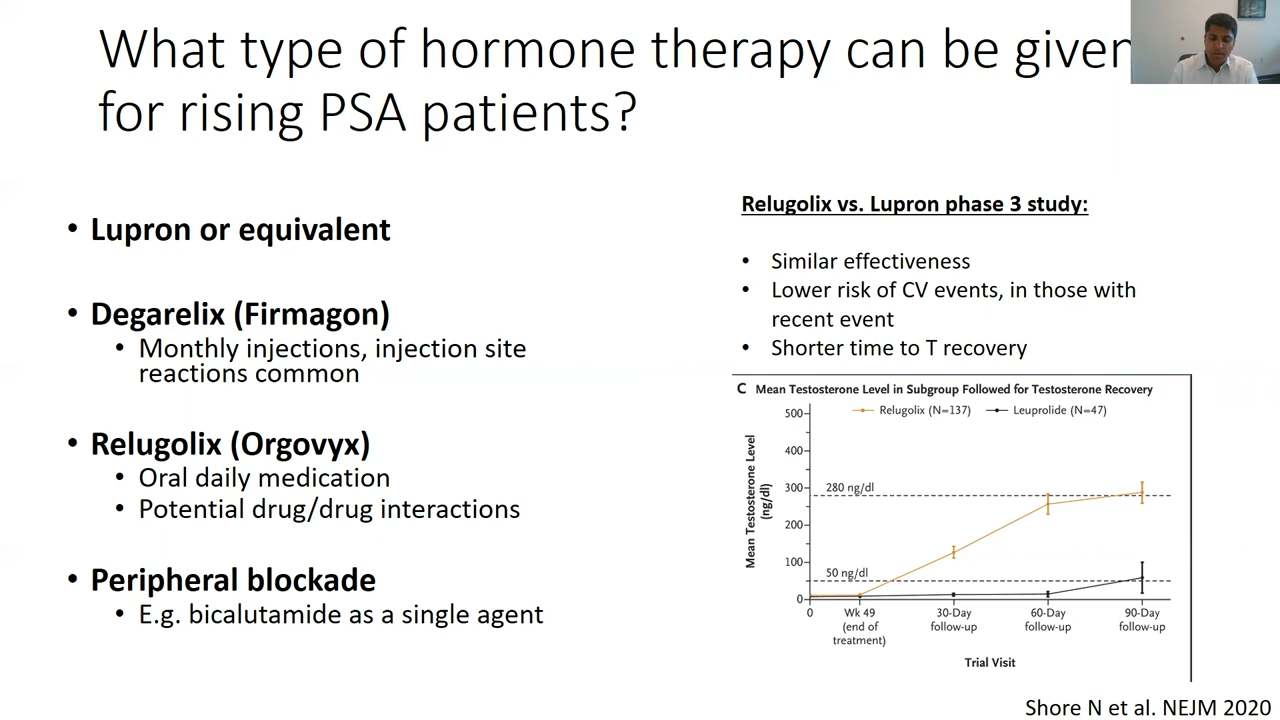 What type of hormone therapy can be given
for rising PSA patients?
• Lupron or equivalent
• Degarelix (Firmagon)
• Monthly injections, injection site
reactions common
• Relugolix (Orgovyx)
• Oral daily medication
• Potential drug/drug interactions
• Peripheral blockade
• E.g. bicalutamide as a single agent
Relugolix vs. Lupron phase 3 study:
• Similar effectiveness
• Lower risk of CV events, in those with
recent event
• Shorter time to T recovery
C Mean Testosterone Level in Subgroup Followed for Testosterone Recovery
Relugolix (N=137) Leuprolide (N=47)
Mean Testosterone Level
(ng/dl)
500
400
300
280 ng/dl
200
100
50 ng/dl
0
0 Wk 49 30-Day 60-Day 90-Day
(end of follow-up follow-up follow-up
treatment)
Trial Visit
Shore N et al. NEJM 2020